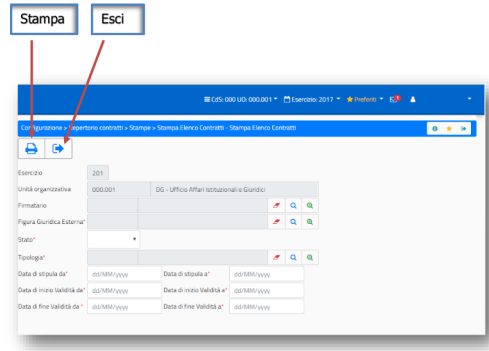 Stampa Esci
CdS: 000 UO: 000.001 Esercizio: 2017 Preferiti
Configurazione > Repertorio contratti > Stampe > Stampa Elenco Contratti - Stampa Elenco Contratti
Esercizio 201
Unità organizzativa 000.001 DG - Ufficio Affari Istituzionali e Giuridici
Firmatario
Figura Giuridica Esterna*
Stato*
Tipologia*
Data di stipula da* dd/MM/yyyy Data di stipula a* dd/MM/yyyy
Data di inizio Validità da* dd/MM/yyyy Data di inizio Validità a* dd/MM/yyyy
Data di fine Validità da * dd/MM/yyyy Data di fine Validità a* dd/MM/yyyy